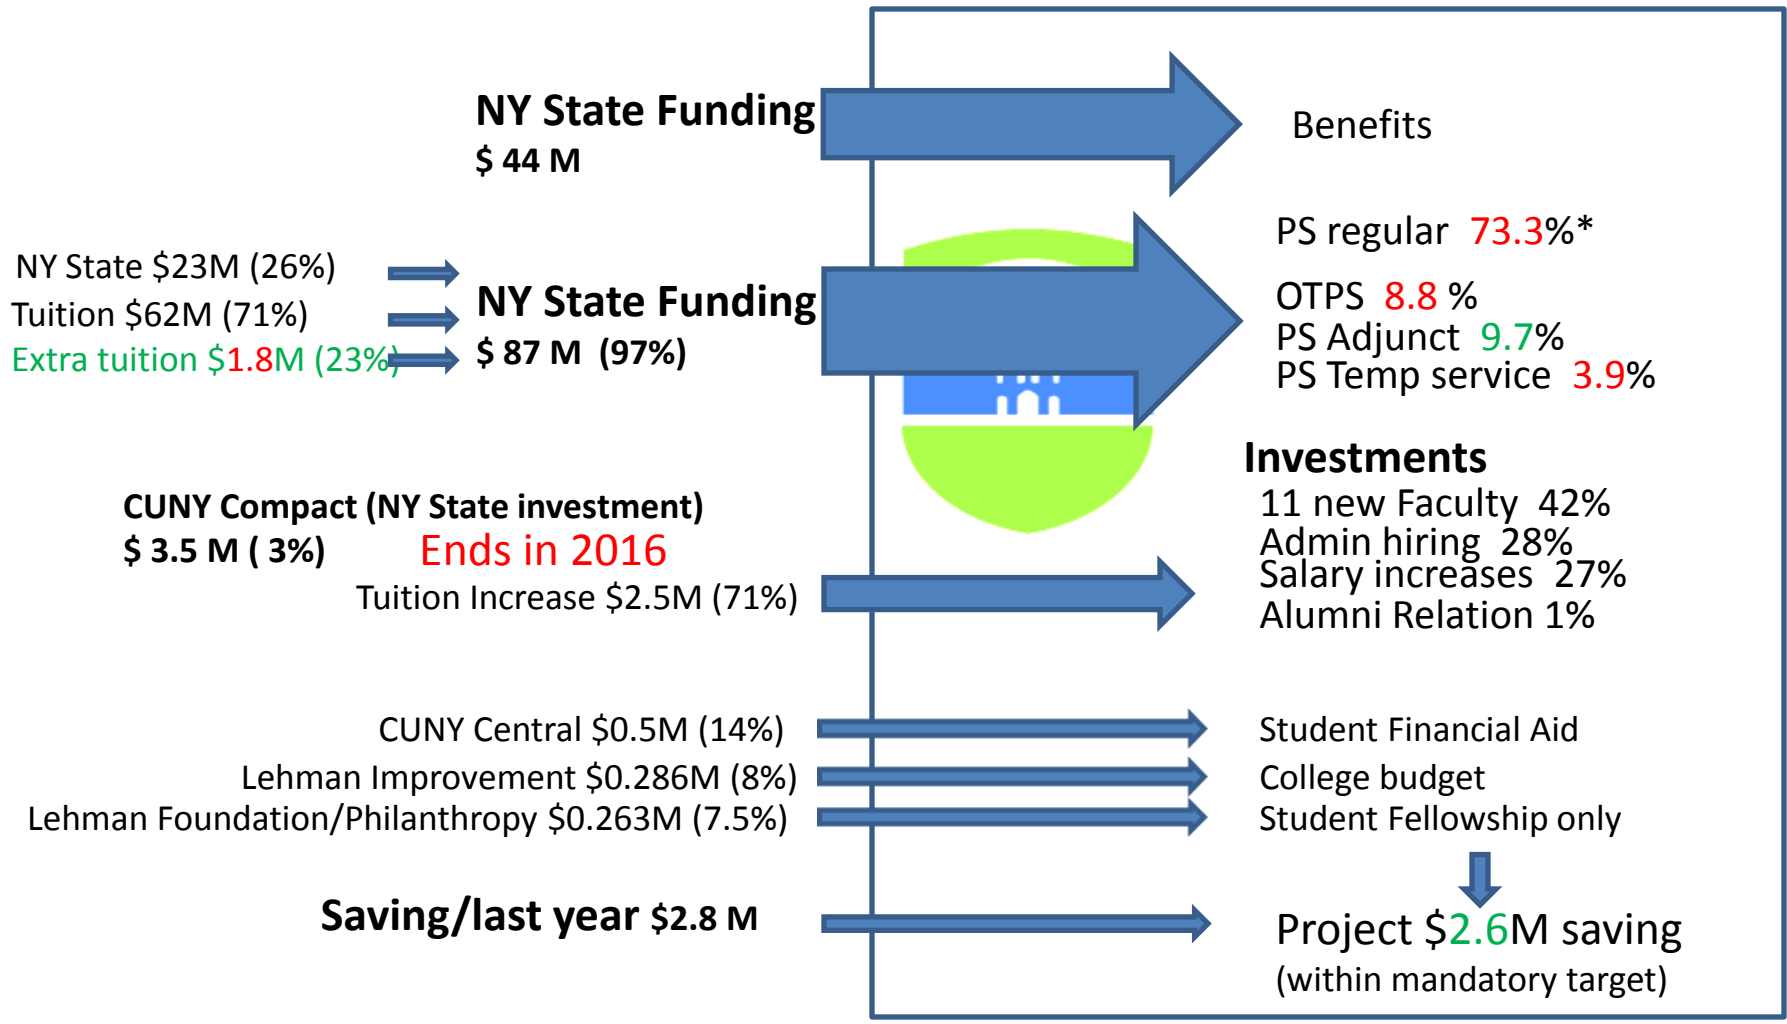 NY State Funding
$ 44 M
Benefits
NY State $23M (26%)
Tuition $62M (71%)
Extra tuition $1.8M (23%)
NY State Funding
$ 87 M (97%)
PS regular 73.3%*
OTPS 8.8 %
PS Adjunct 9.7%
PS Temp service 3.9%
CUNY Compact (NY State investment)
$ 3.5 M ( 3%) Ends in 2016
Tuition Increase $2.5M (71%)
Investments
11 new Faculty 42%
Admin hiring 28%
Salary increases 27%
Alumni Relation 1%
CUNY Central $0.5M (14%)
Student Financial Aid
Lehman Improvement $0.286M (8%)
College budget
Lehman Foundation/Philanthropy $0.263M (7.5%)
Student Fellowship only
Saving/last year $2.8 M
Project $2.6M saving
(within mandatory target)